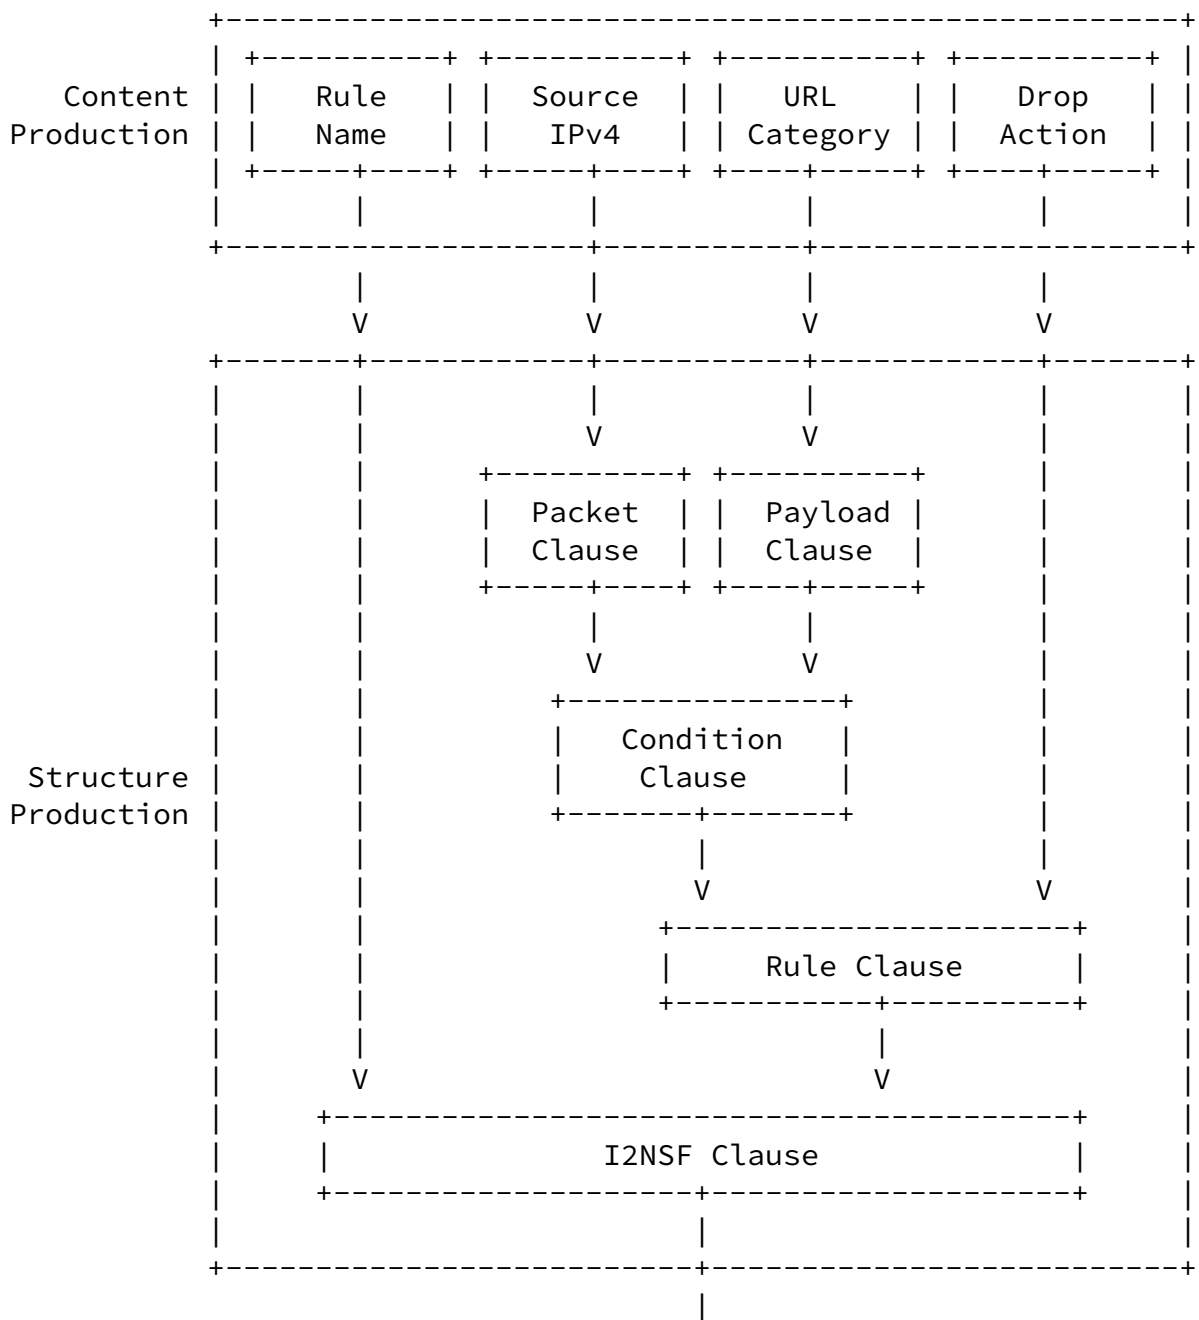 Content Production
Rule Name
Source IPv4
URL Category
Drop Action
V V V V
V V
Packet Clause
Payload Clause
V V
Condition Clause
Structure Production
V V
Rule Clause
V V
I2NSF Clause